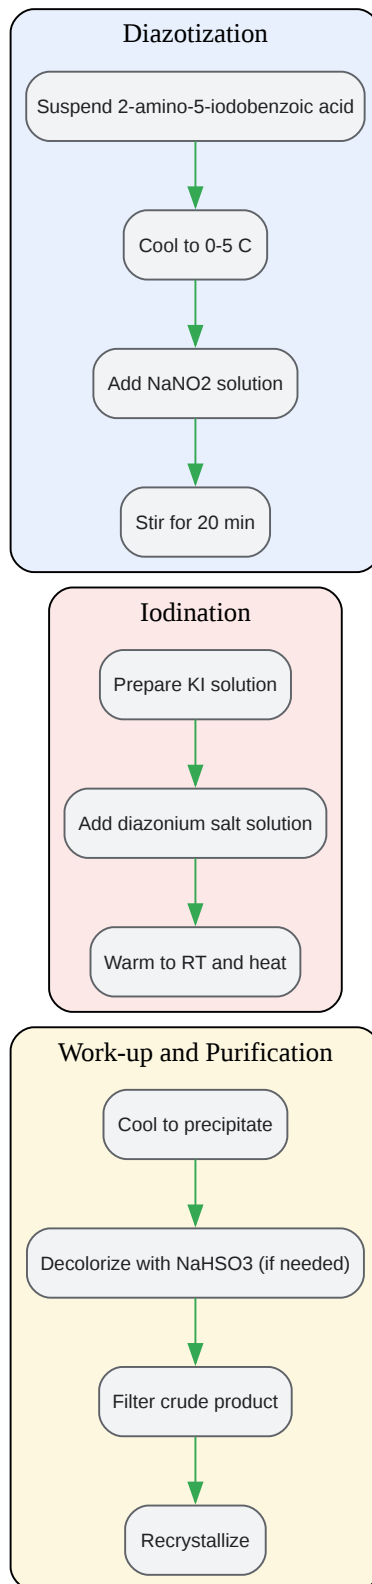 Diazotization
Suspend 2-amino-5-iodobenzoic acid
Cool to 0-5 C
Add NaNO2 solution
Stir for 20 min
Iodination
Prepare KI solution
Add diazonium salt solution
Warm to RT and heat
Work-up and Purification
Cool to precipitate
Decolorize with NaHSO3 (if needed)
Filter crude product
Recrystallize